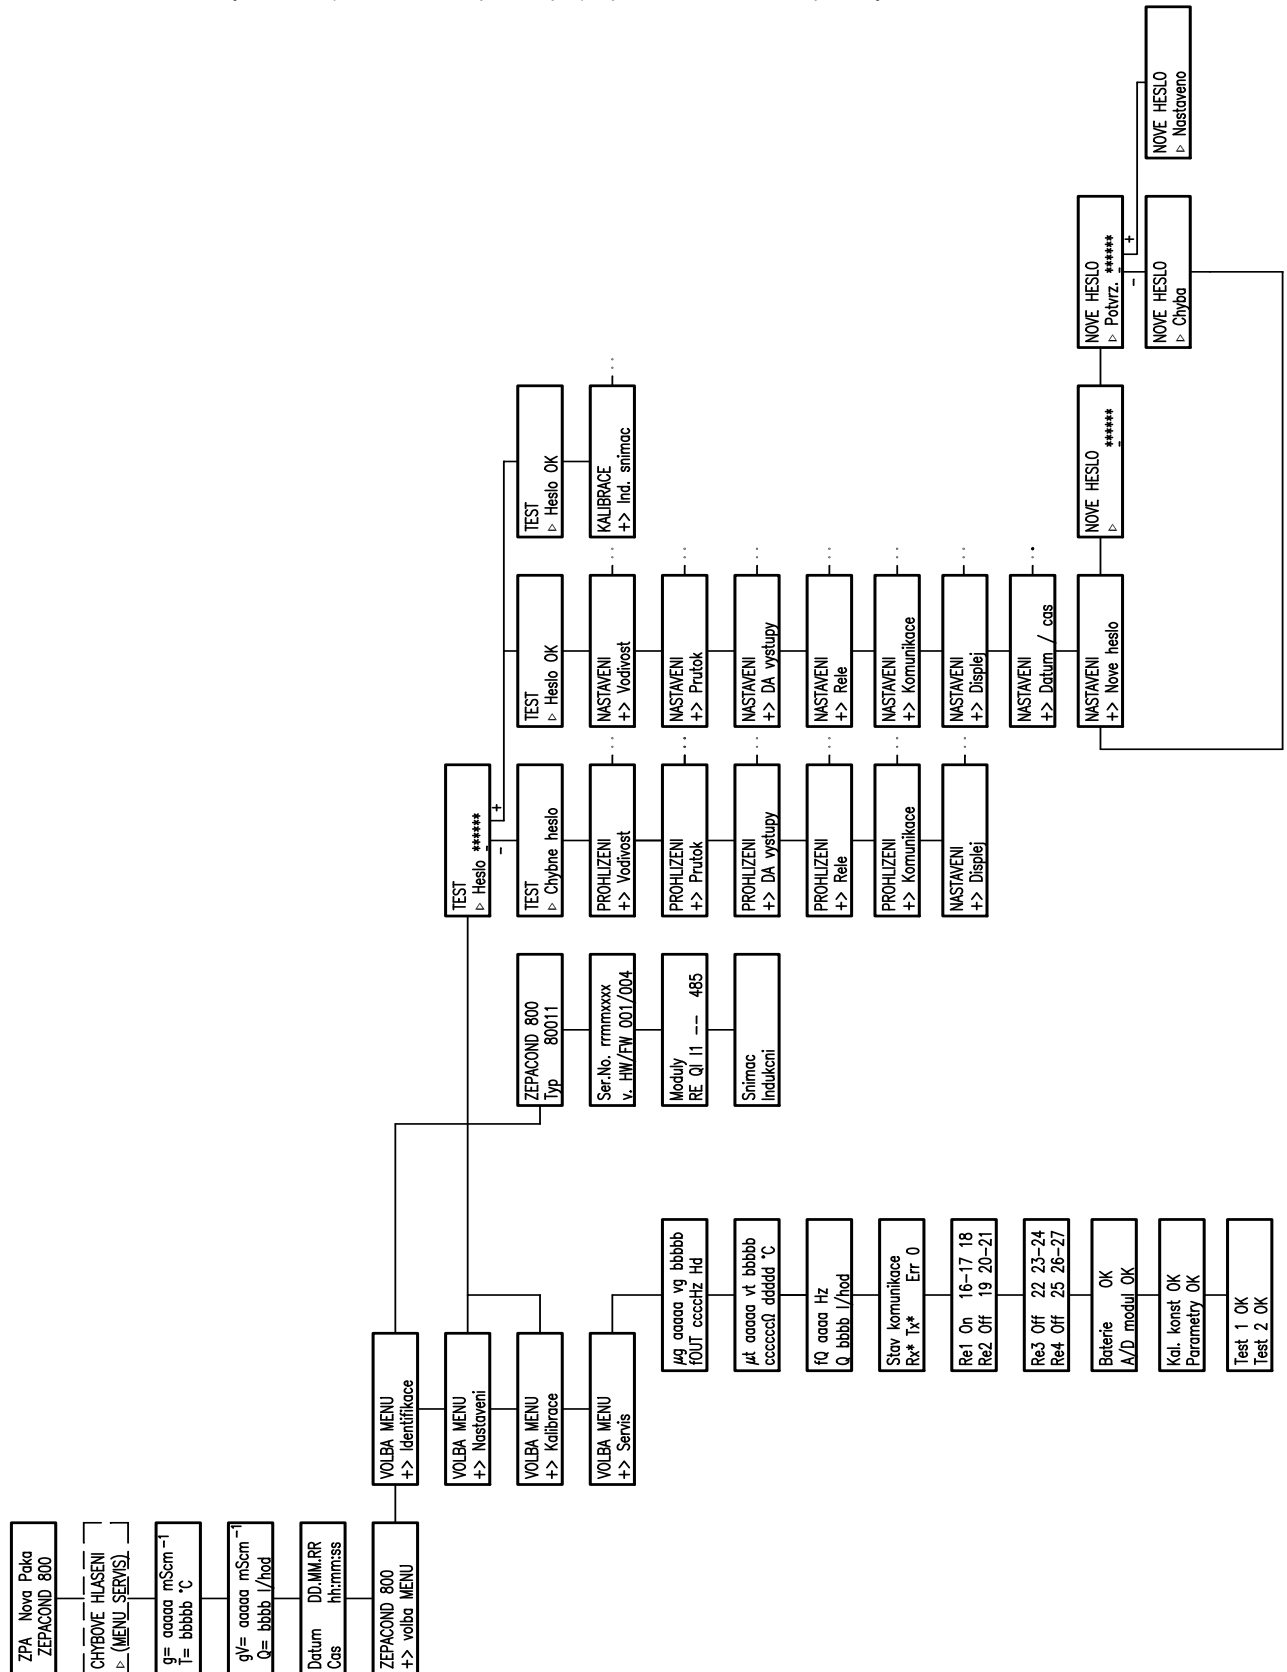 ZPA Nova Paka
ZEPACOND 800
CHYBOVE HLASENI
▹ (MENU SERVIS)
g= aaaaa mScm⁻¹
T= bbbbb °C
gV= aaaaa mScm⁻¹
Q= bbbb l/hod
Datum DD.MM.RR
Cas hh:mm:ss
ZEPACOND 800
+> volba MENU
VOLBA MENU
+> Identifikace
VOLBA MENU
+> Nastaveni
VOLBA MENU
+> Kalibrace
VOLBA MENU
+> Servis
µg aaaaa vg bbbbb
fOUT ccccHz Hd
µt aaaaa vt bbbbb
ccccccΩ ddddd °C
fQ aaaa Hz
Q bbbb l/hod
Stav komunikace
Rx* Tx* Err 0
Re1 On 16-17 18
Re2 Off 19 20-21
Re3 Off 22 23-24
Re4 Off 25 26-27
Baterie OK
A/D modul OK
Kal. konst OK
Parametry OK
Test 1 OK
Test 2 OK
ZEPACOND 800
Typ 80011
Ser.No. rrmmxxxx
v. HW/FW 001/004
Moduly
RE QI I1 -- 485
Snimac
Indukcni
TEST
▹ Heslo ******
- +
TEST
▹ Chybne heslo
PROHLIZENI
+> Vodivost
...
PROHLIZENI
+> Prutok
...
PROHLIZENI
+> DA vystupy
...
PROHLIZENI
+> Rele
...
PROHLIZENI
+> Komunikace
...
NASTAVENI
+> Displej
...
TEST
▹ Heslo OK
NASTAVENI
+> Vodivost
...
NASTAVENI
+> Prutok
...
NASTAVENI
+> DA vystupy
...
NASTAVENI
+> Rele
...
NASTAVENI
+> Komunikace
...
NASTAVENI
+> Displej
...
NASTAVENI
+> Datum / cas
...
NASTAVENI
+> Nove heslo
TEST
▹ Heslo OK
KALIBRACE
+> Ind. snimac
...
NOVE HESLO
▹ ******
NOVE HESLO
▹ Potvrz. ******
- +
NOVE HESLO
▹ Chyba
NOVE HESLO
▹ Nastaveno